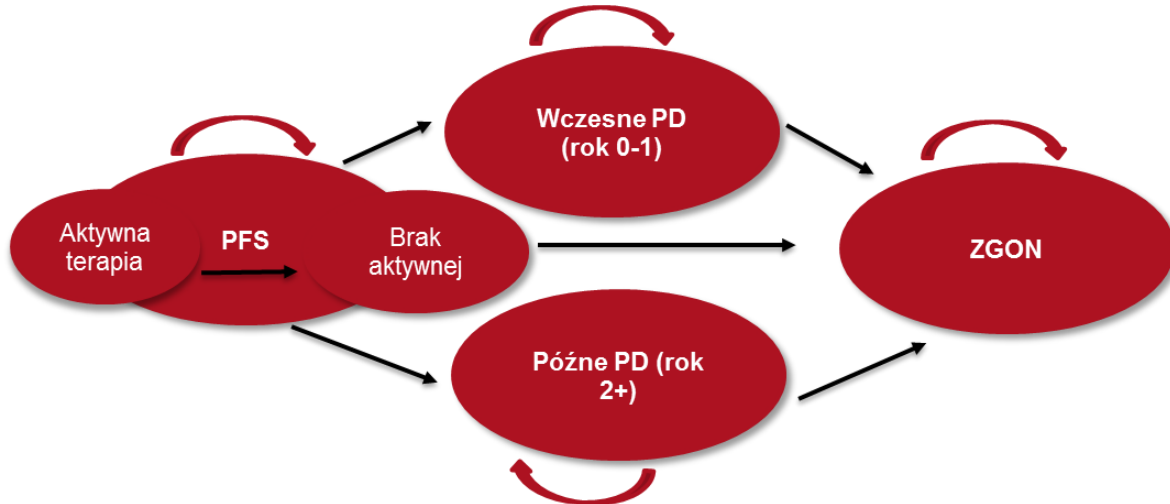 Wczesne PD
(rok 0-1)
Aktywna
terapia
PFS
Brak
aktywnej
ZGON
Późne PD (rok
2+)